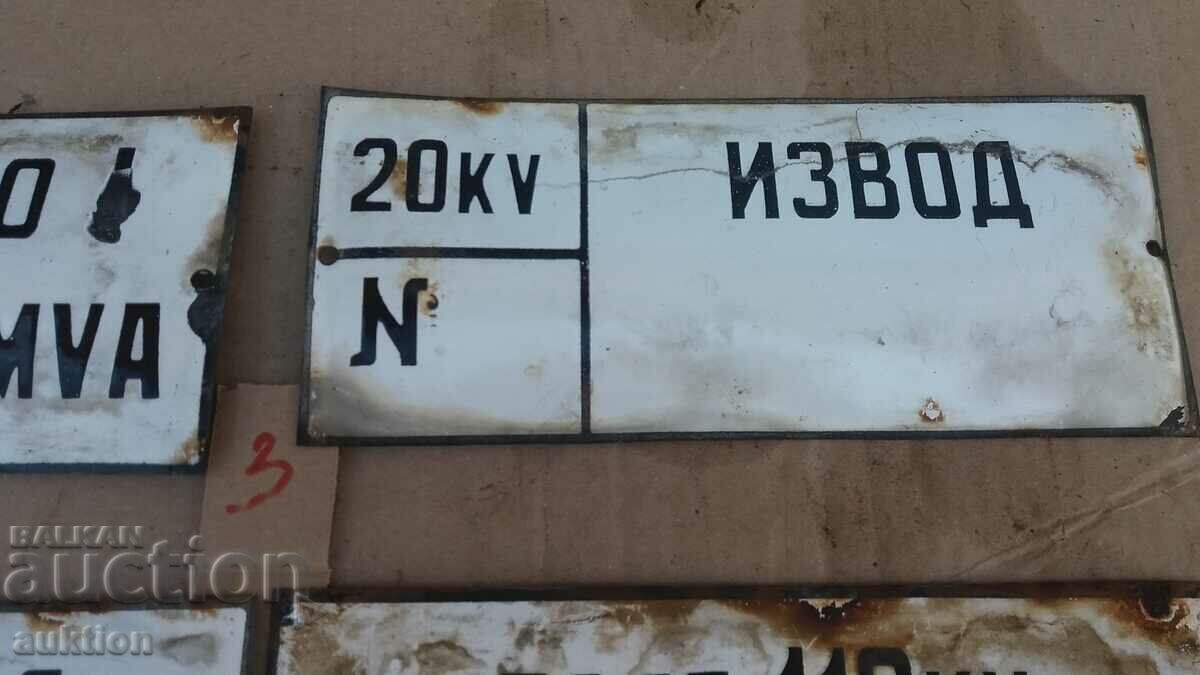 20KV
ИЗВОД
N
MVA
3
BALKAN
auction
auktion